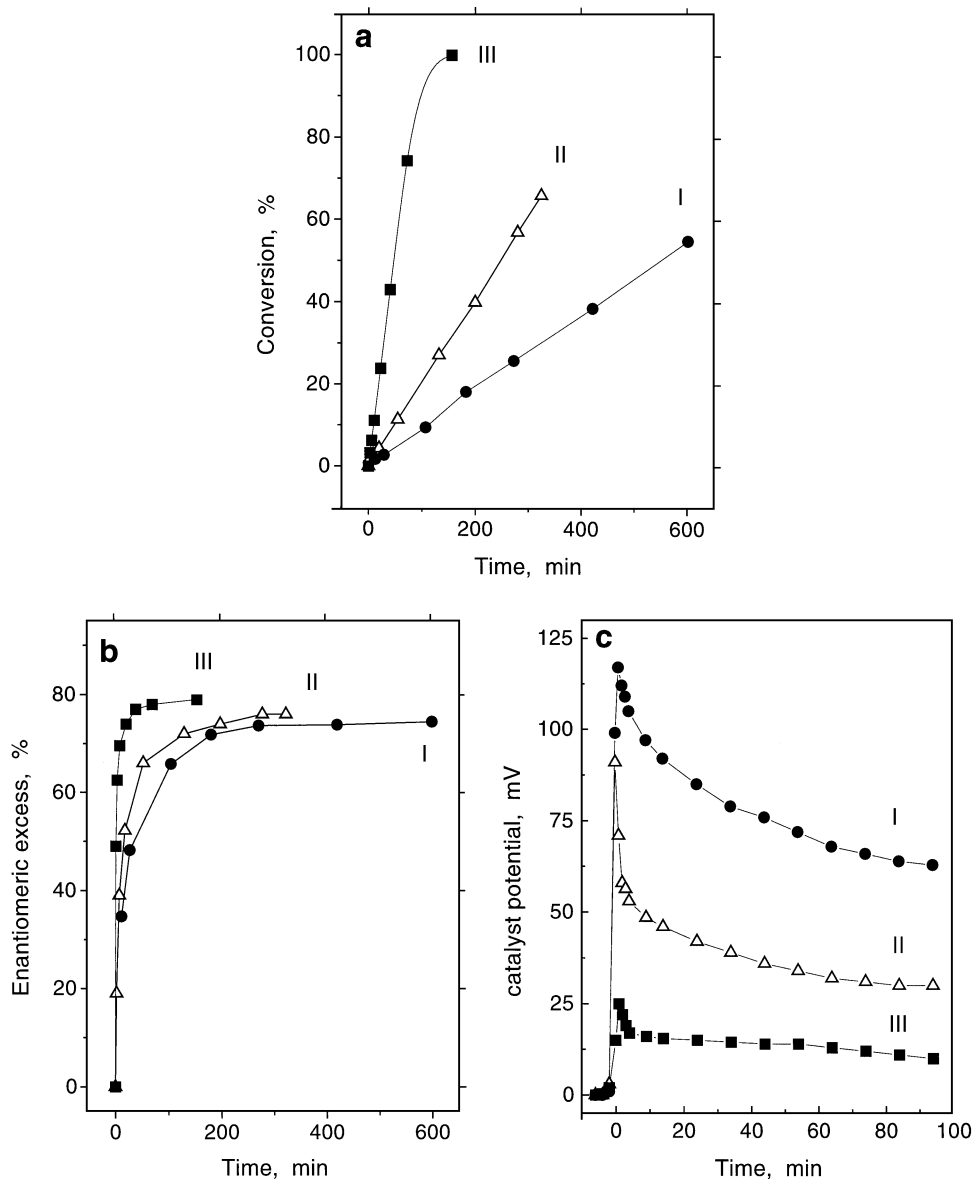 a
100
80
60
40
20
0
Conversion, %
III
II
I
0
200
400
600
Time, min
b
80
60
40
20
0
Enantiomeric excess, %
III
II
I
0
200
400
600
Time, min
c
125
100
75
50
25
0
catalyst potential, mV
I
II
III
0
20
40
60
80
100
Time, min